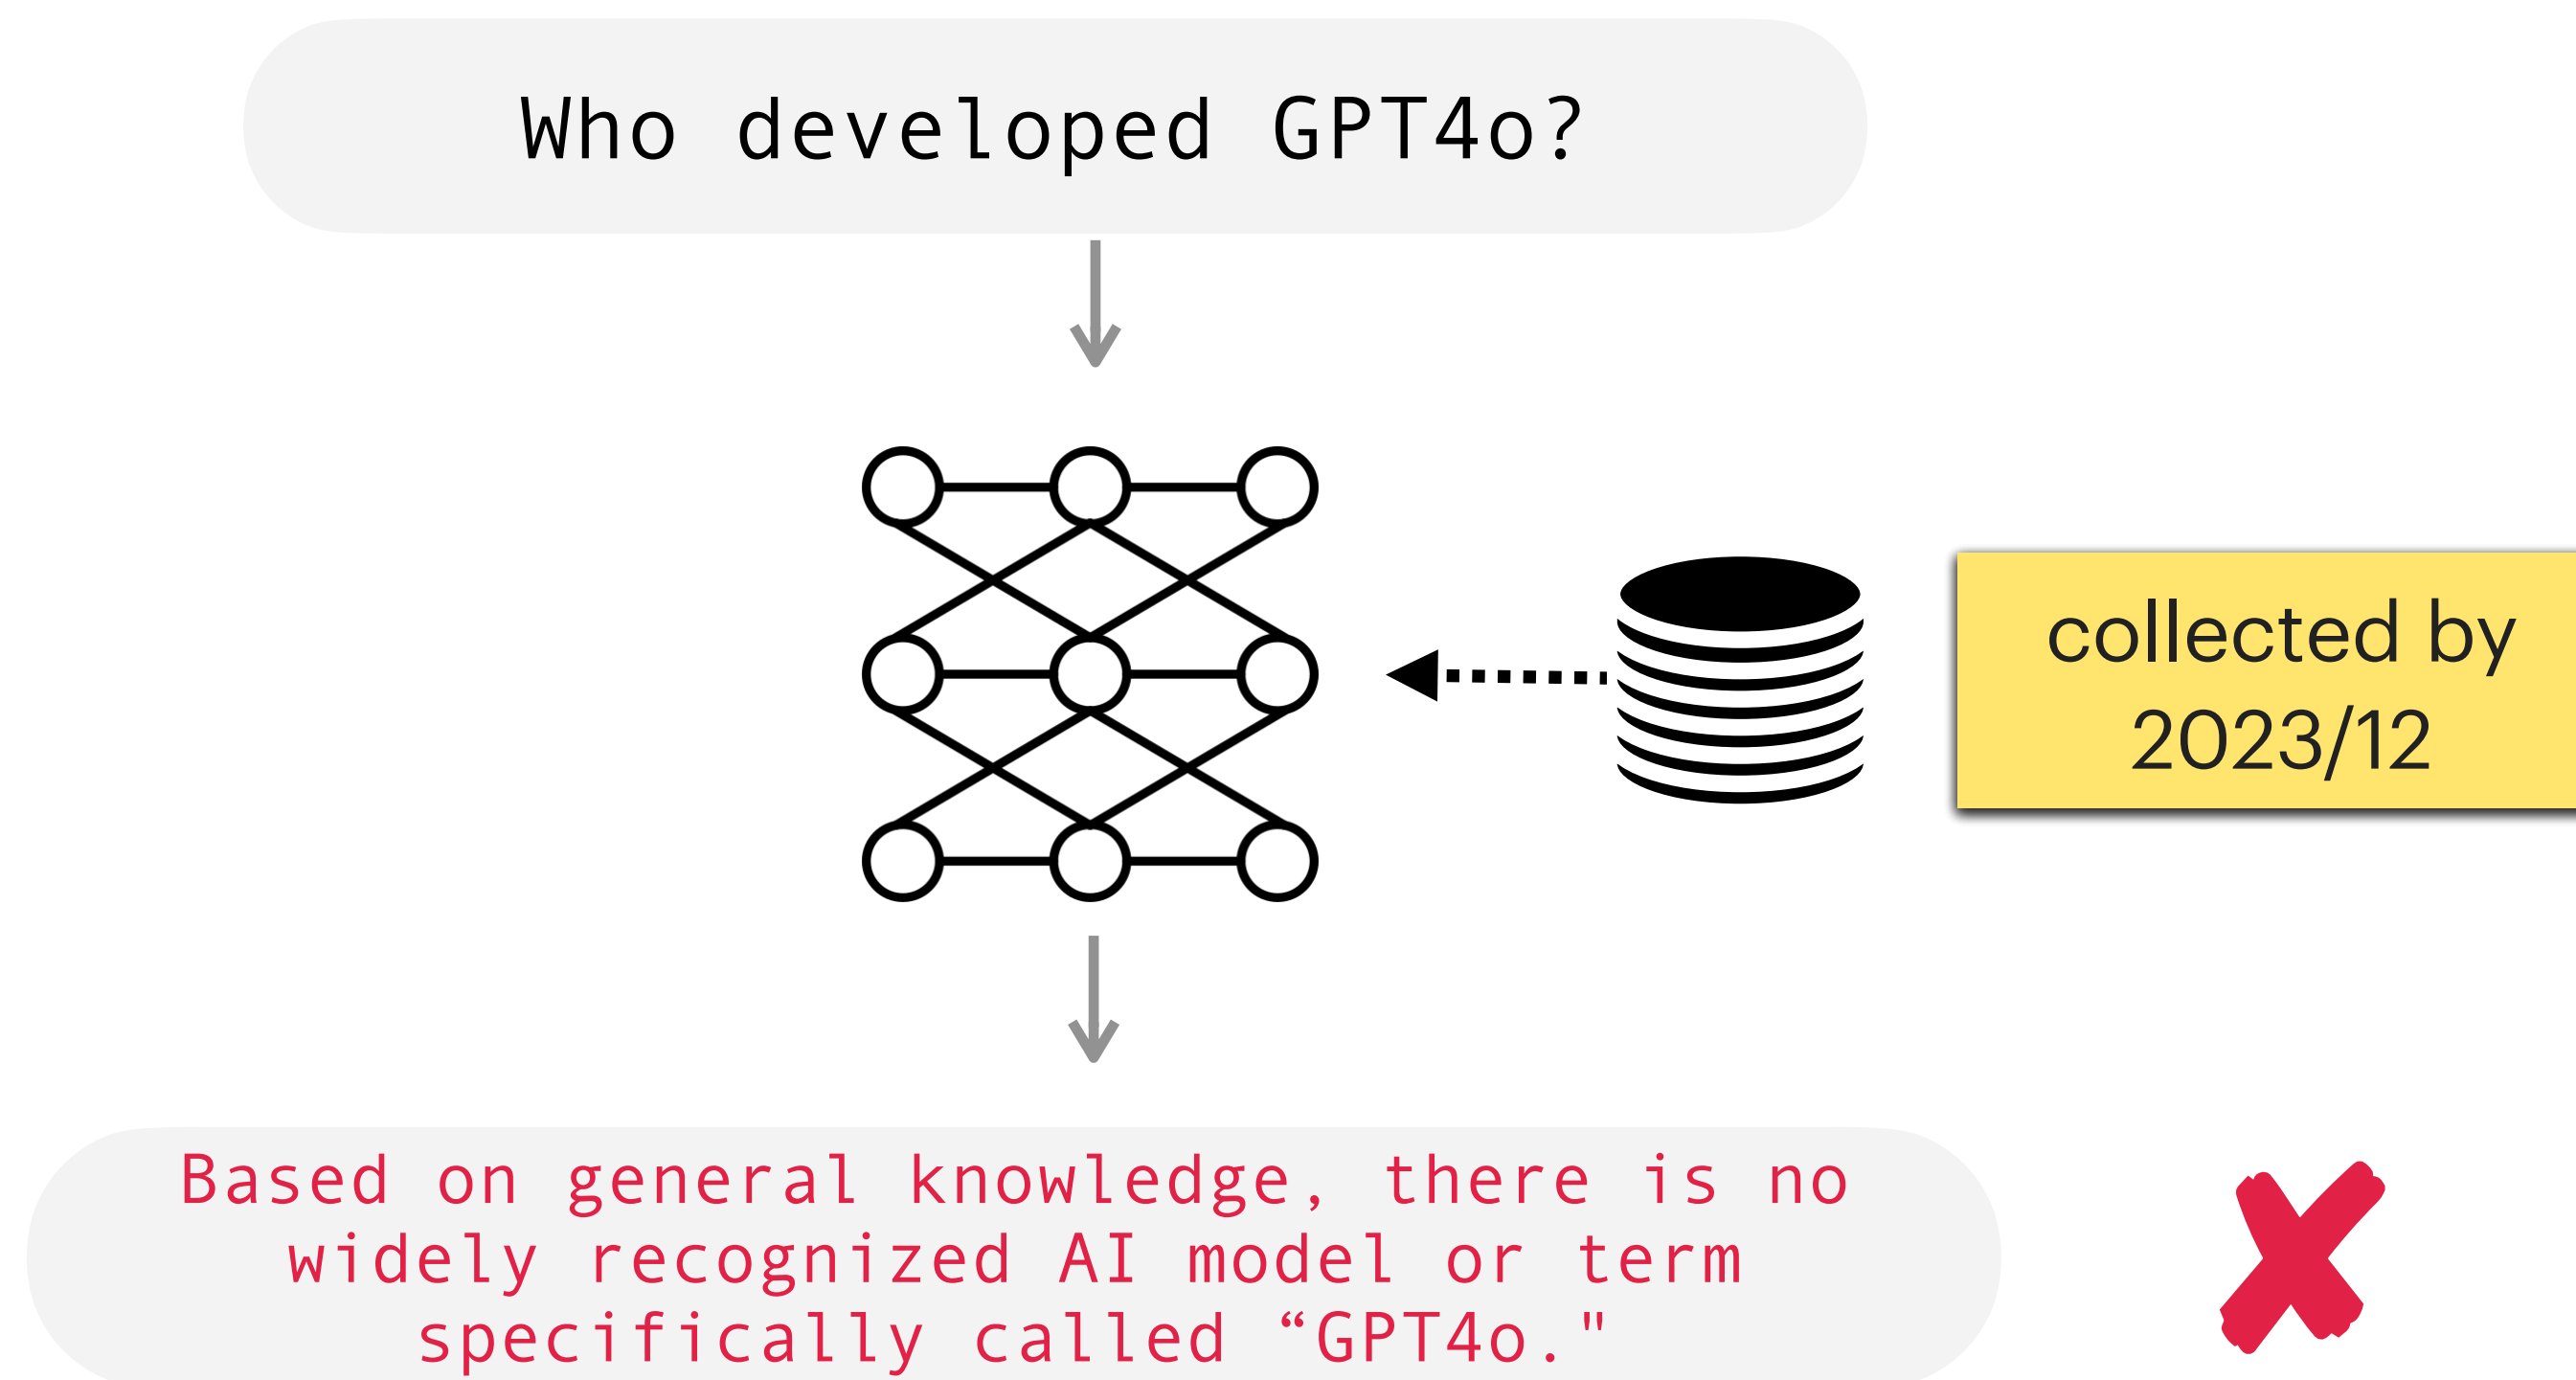 Who developed GPT4o?
collected by
2023/12
Based on general knowledge, there is no
widely recognized AI model or term
specifically called “GPT4o."